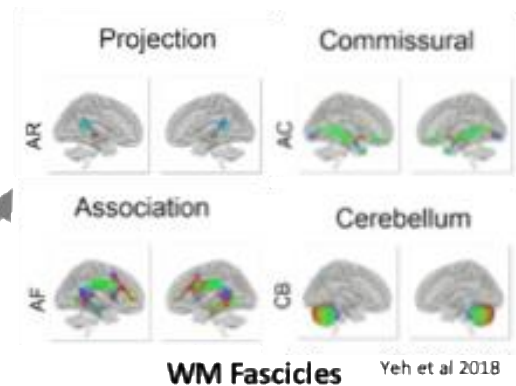 Projection
Commissural
AR
AC
Association
Cerebellum
AF
CB
WM Fascicles
Yeh et al 2018